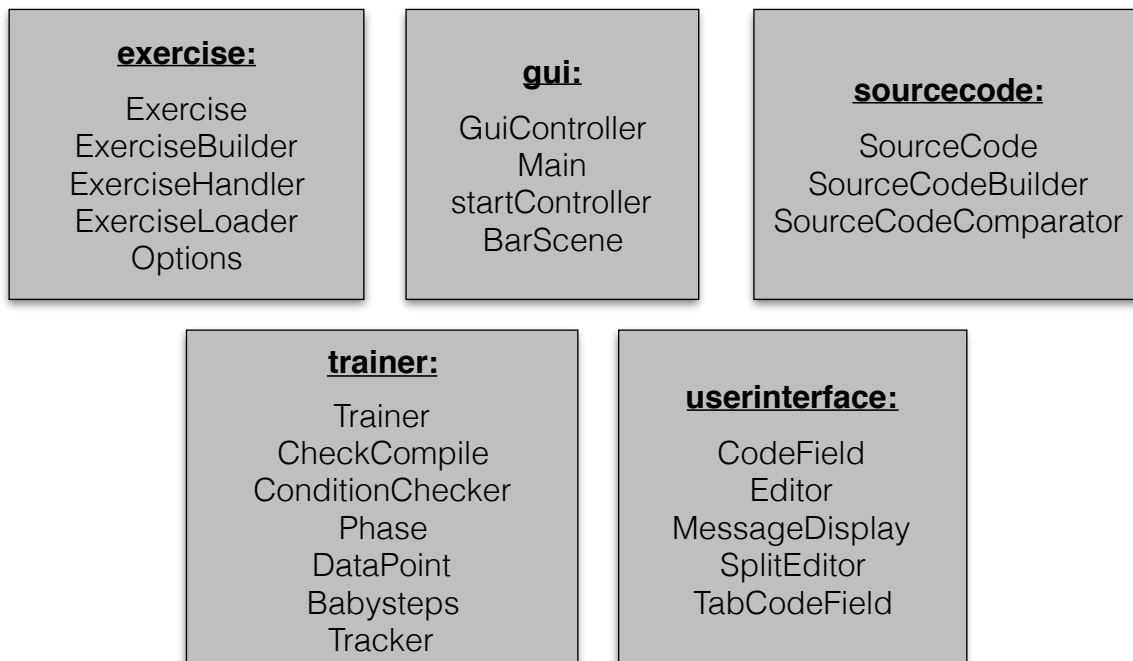 exercise:
Exercise
ExerciseBuilder
ExerciseHandler
ExerciseLoader
Options
gui:
GuiController
Main
startController
BarScene
sourcecode:
SourceCode
SourceCodeBuilder
SourceCodeComparator
trainer:
Trainer
CheckCompile
ConditionChecker
Phase
DataPoint
Babysteps
Tracker
userinterface:
CodeField
Editor
MessageDisplay
SplitEditor
TabCodeField